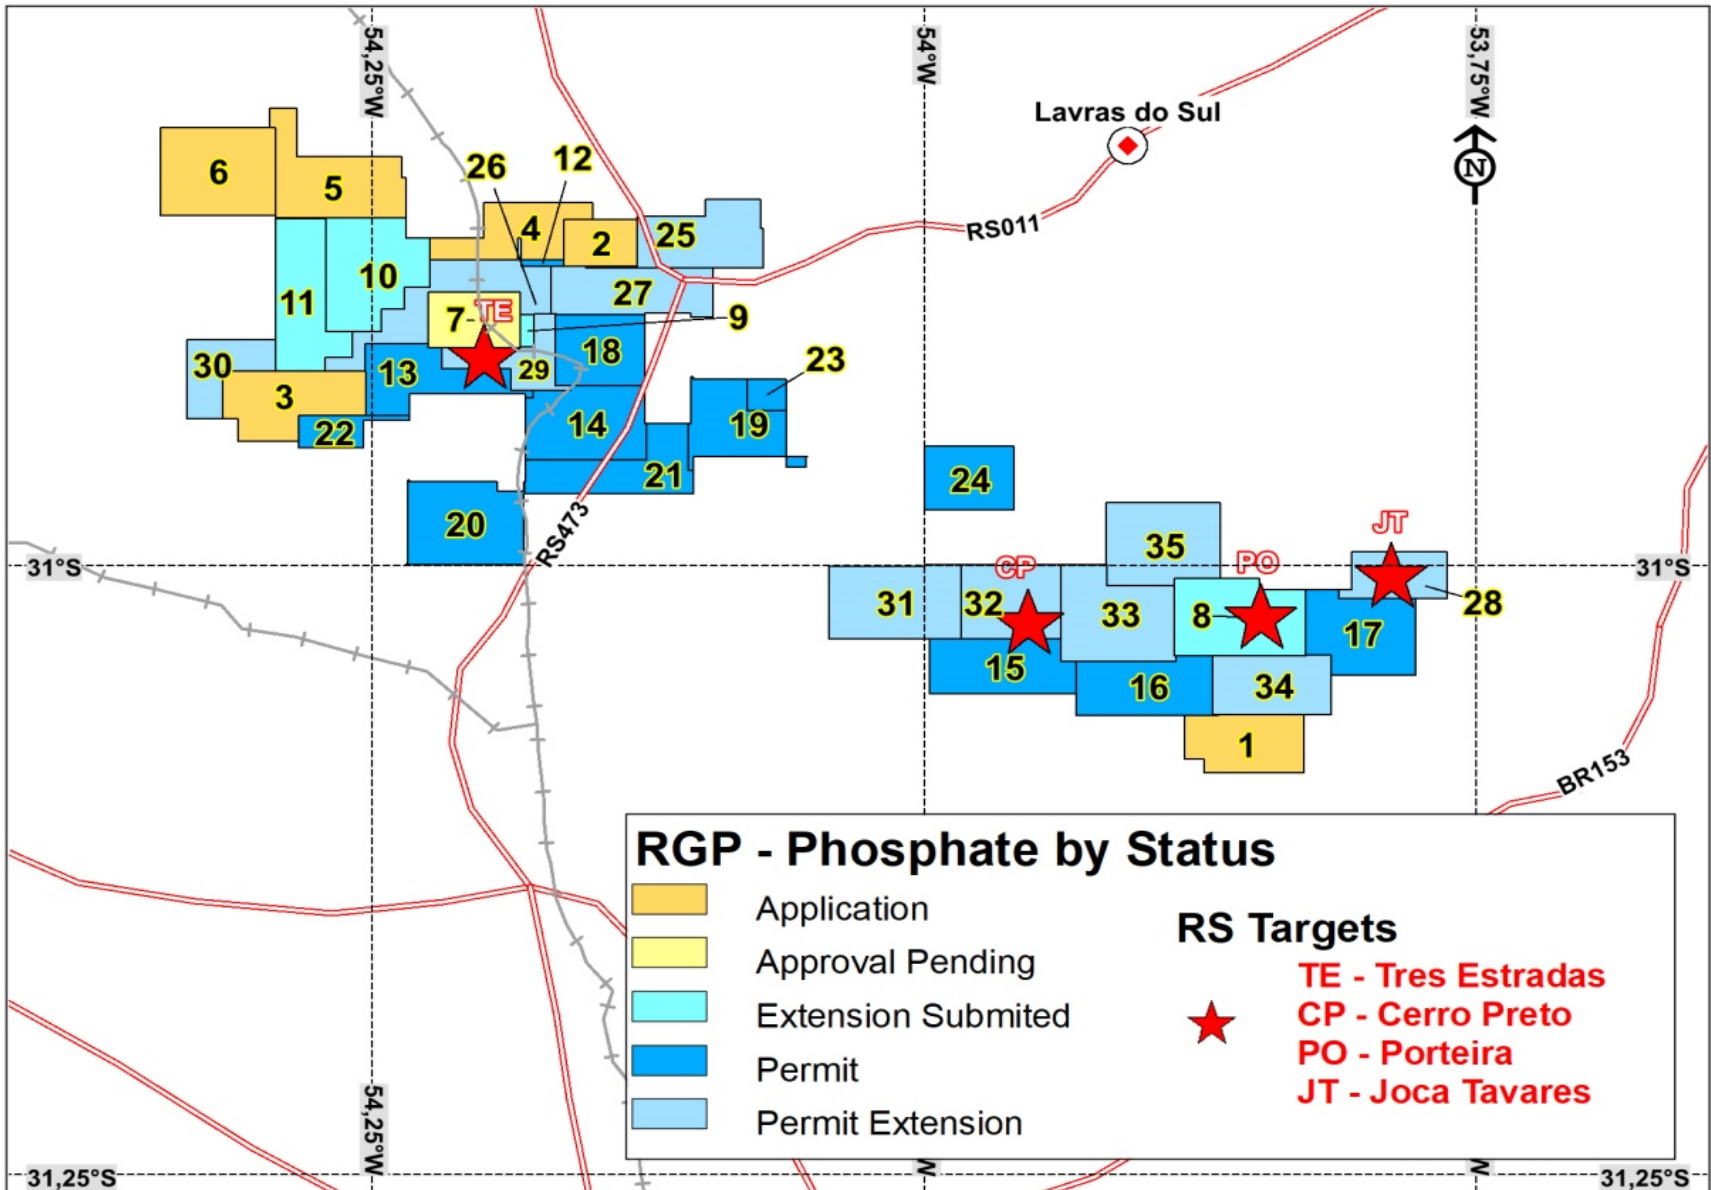 54,25°W
54°W
53,75°W
Lavras do Sul
N
26
12
6
5
4
2
25
RS011
10
11
27
7
TE
9
18
23
30
29
13
3
14
19
22
21
24
20
RS473
JT
35
31°S
CP
PO
31°S
31
32
33
8
28
17
15
16
34
1
BR153
RGP - Phosphate by Status
Application
Approval Pending
Extension Submited
Permit
Permit Extension
RS Targets
TE - Tres Estradas
CP - Cerro Preto
PO - Porteira
JT - Joca Tavares
54,25°W
W
W
31,25°S
31,25°S